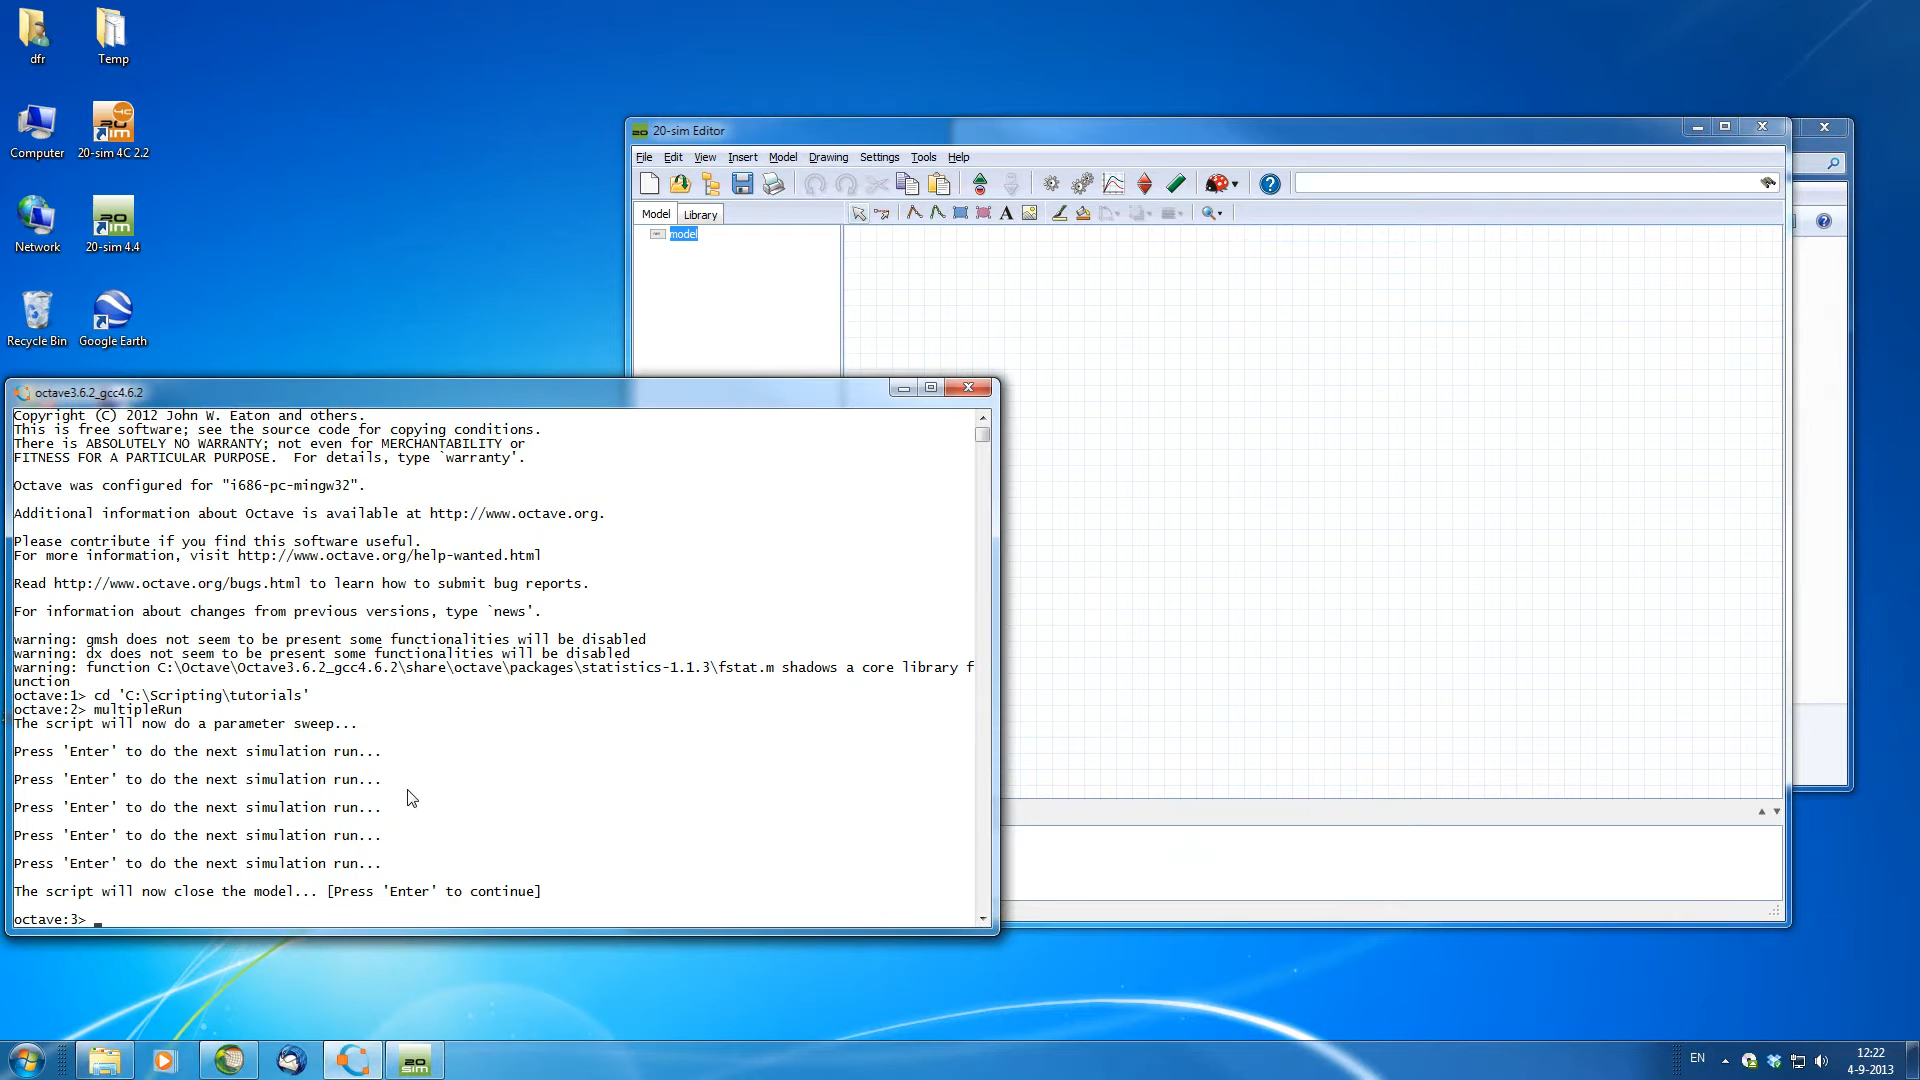 dfr
Temp
Computer
20-sim 4C 2.2
Network
20-sim 4.4
Recycle Bin
Google Earth
20-sim Editor
File Edit View Insert Model Drawing Settings Tools Help
Model Library
model
octave3.6.2_gcc4.6.2
Copyright (C) 2012 John W. Eaton and others.
This is free software; see the source code for copying conditions.
There is ABSOLUTELY NO WARRANTY; not even for MERCHANTABILITY or
FITNESS FOR A PARTICULAR PURPOSE.  For details, type `warranty'.
Octave was configured for "i686-pc-mingw32".
Additional information about Octave is available at http://www.octave.org.
Please contribute if you find this software useful.
For more information, visit http://www.octave.org/help-wanted.html
Read http://www.octave.org/bugs.html to learn how to submit bug reports.
For information about changes from previous versions, type `news'.
warning: gmsh does not seem to be present some functionalities will be disabled
warning: dx does not seem to be present some functionalities will be disabled
warning: function C:\Octave\Octave3.6.2_gcc4.6.2\share\octave\packages\statistics-1.1.3\fstat.m shadows a core library f
unction
octave:1> cd 'C:\Scripting\tutorials'
octave:2> multipleRun
The script will now do a parameter sweep...
Press 'Enter' to do the next simulation run...
Press 'Enter' to do the next simulation run...
Press 'Enter' to do the next simulation run...
Press 'Enter' to do the next simulation run...
Press 'Enter' to do the next simulation run...
The script will now close the model... [Press 'Enter' to continue]
octave:3>
EN
12:22
4-9-2013